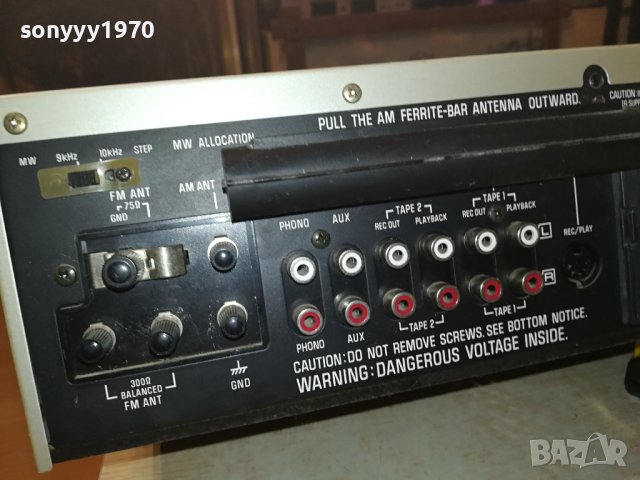 sonyyy1970
PULL THE AM FERRITE-BAR ANTENNA OUTWARD.
CAUTION:
MW 9kHz 10kHz STEP MW ALLOCATION
FM ANT
75Ω
GND
AM ANT
PHONO AUX REC OUT TAPE 2 PLAYBACK REC OUT TAPE 1 PLAYBACK L REC/PLAY
R
PHONO AUX TAPE 2 TAPE 1
300Ω
BALANCED
FM ANT
GND
CAUTION:DO NOT REMOVE SCREWS. SEE BOTTOM NOTICE.
WARNING:DANGEROUS VOLTAGE INSIDE.
BAZAR